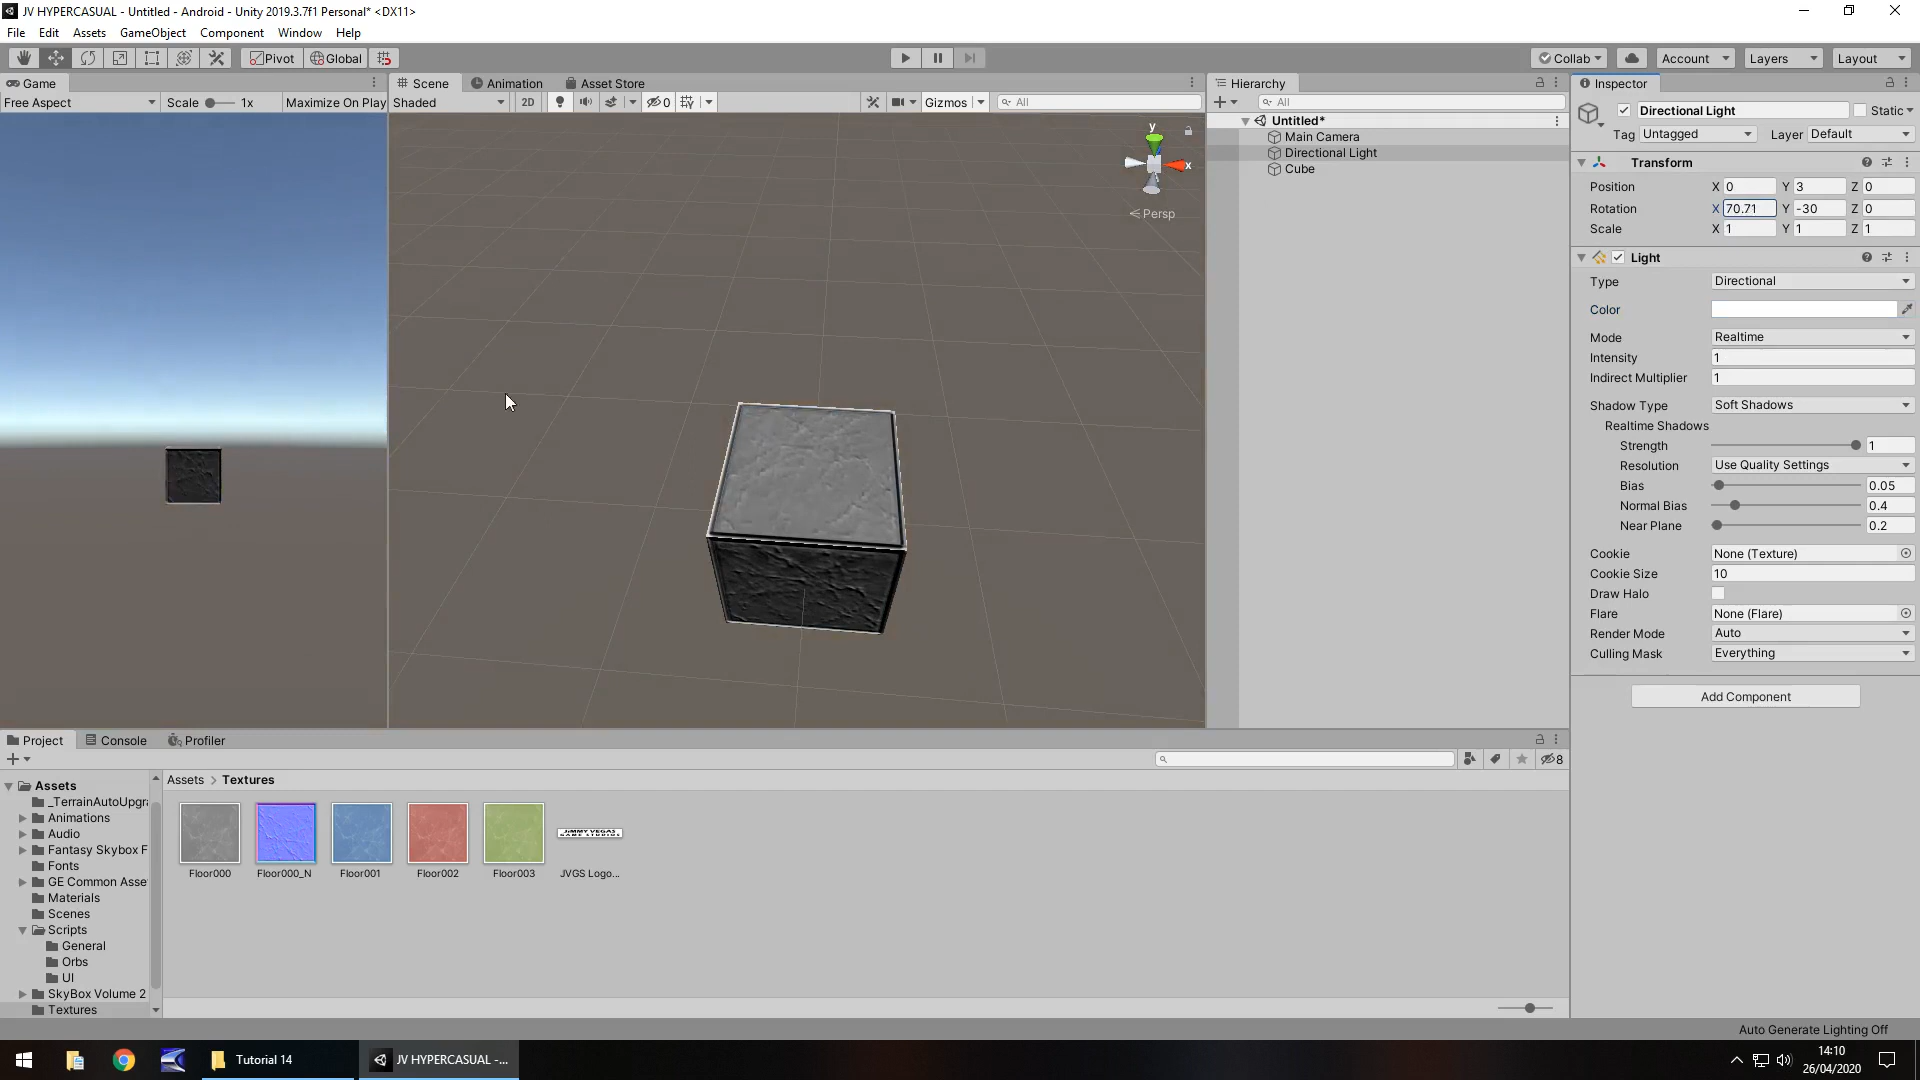 JV HYPERCASUAL - Untitled - Android - Unity 2019.3.7f1 Personal* <DX11>
File Edit Assets GameObject Component Window Help
Pivot Global Collab Account Layers Layout
Game Scene Animation Asset Store Hierarchy Inspector
Free Aspect Scale 1x Maximize On Play Shaded 2D 0 Gizmos All All
Directional Light Static
Tag Untagged Layer Default
Untitled*
Main Camera
Directional Light
Cube
y
x
Persp
Transform
Position X 0 Y 3 Z 0
Rotation X 70.71 Y -30 Z 0
Scale X 1 Y 1 Z 1
Light
Type Directional
Color
Mode Realtime
Intensity 1
Indirect Multiplier 1
Shadow Type Soft Shadows
Realtime Shadows
Strength 1
Resolution Use Quality Settings
Bias 0.05
Normal Bias 0.4
Near Plane 0.2
Cookie None (Texture)
Cookie Size 10
Draw Halo
Flare None (Flare)
Render Mode Auto
Culling Mask Everything
Add Component
Project Console Profiler
8
Assets > Textures
Assets
_TerrainAutoUpgra
Animations
Audio
Fantasy Skybox F
Fonts
GE Common Asse
Materials
Scenes
Scripts
General
Orbs
UI
SkyBox Volume 2
Textures
JIMMY VEGAS
GAME STUDIOS
Floor000 Floor000_N Floor001 Floor002 Floor003 JVGS Logo...
Auto Generate Lighting Off
Tutorial 14 JV HYPERCASUAL -...
14:10
26/04/2020